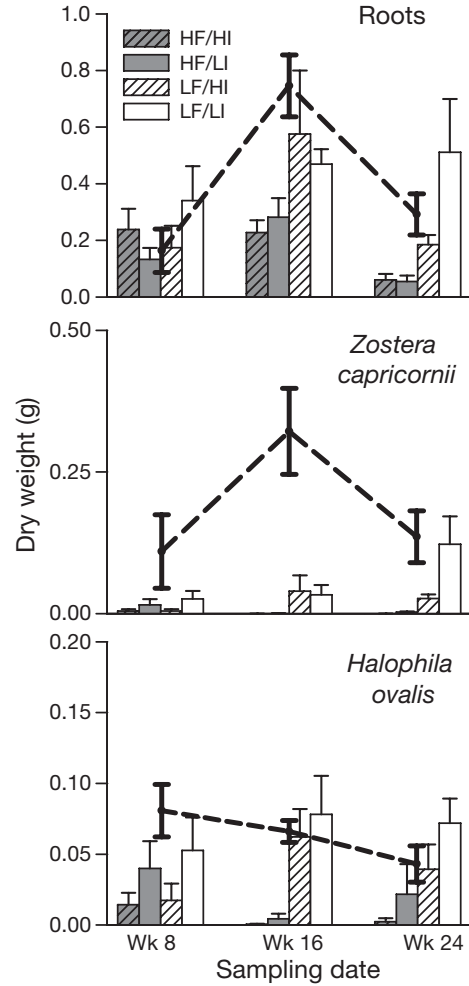 Roots
1.0
HF/HI
HF/LI
0.8
LF/HI
LF/LI
0.6
0.4
0.2
0.0
0.50
Zostera
capricornii
Dry weight (g)
0.25
0.00
0.20
Halophila
ovalis
0.15
0.10
0.05
0.00
Wk 8 Wk 16 Wk 24
Sampling date